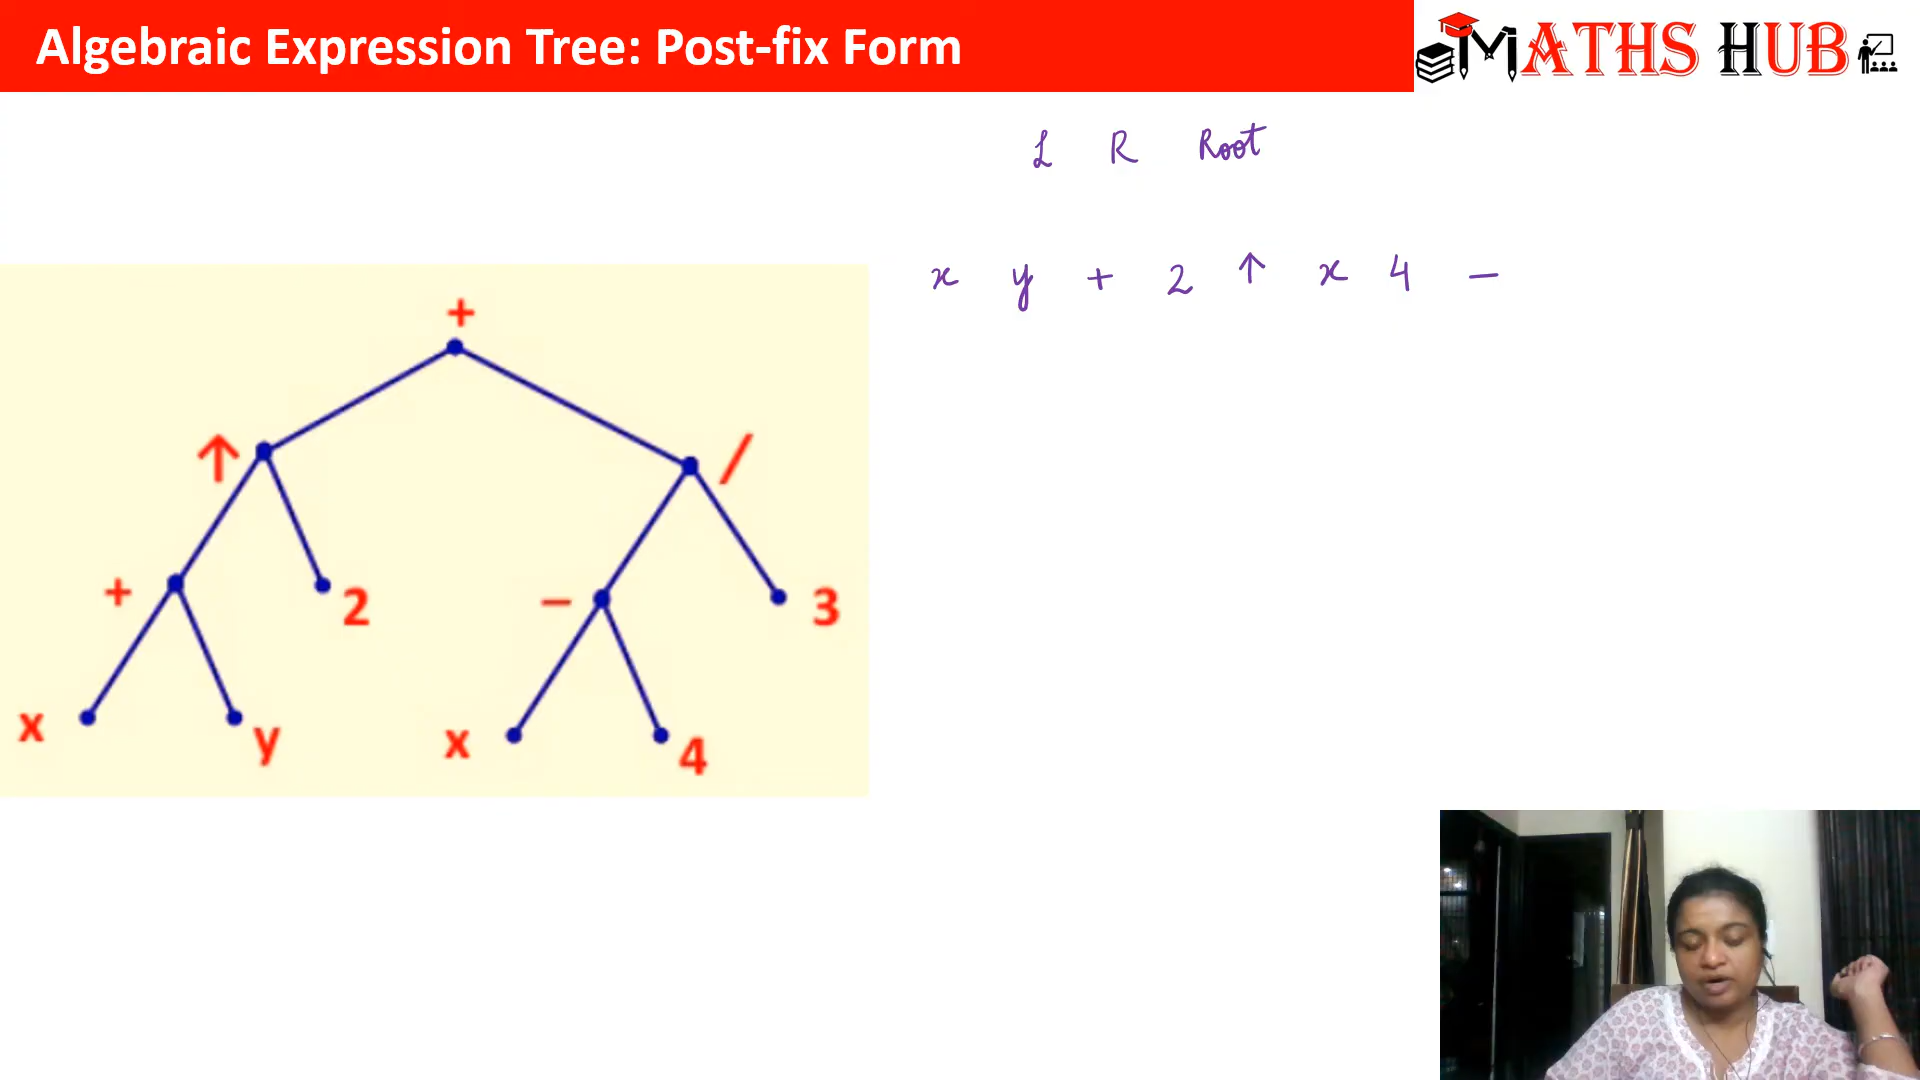 Algebraic Expression Tree: Post-fix Form
MATHS HUB
L R Root
x y + 2 ↑ x 4 −
+
↑ /
+ 2 − 3
x y x 4